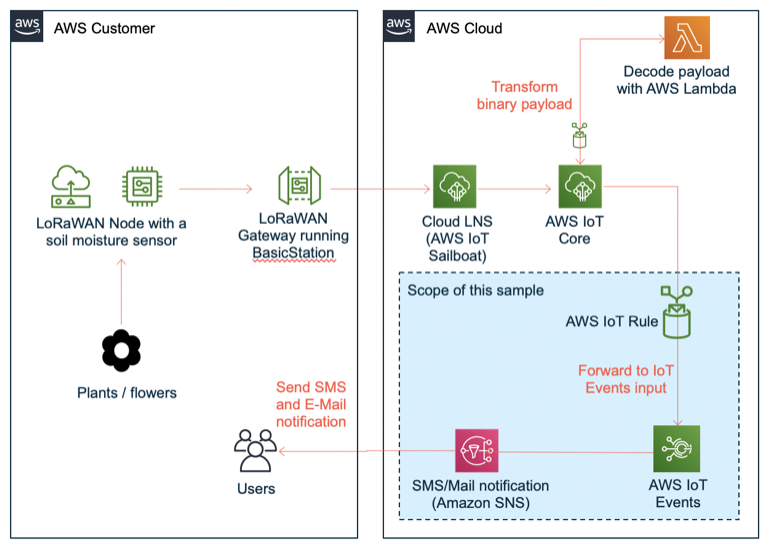 aws
AWS Customer
aws
AWS Cloud
Decode payload
with AWS Lambda
Transform
binary payload
LoRaWAN Node with a
soil moisture sensor
LoRaWAN
Gateway running
BasicStation
Cloud LNS
(AWS IoT
Sailboat)
AWS IoT
Core
Scope of this sample
AWS IoT Rule
Forward to IoT
Events input
Plants / flowers
Send SMS
and E-Mail
notification
Users
SMS/Mail notification
(Amazon SNS)
AWS IoT
Events